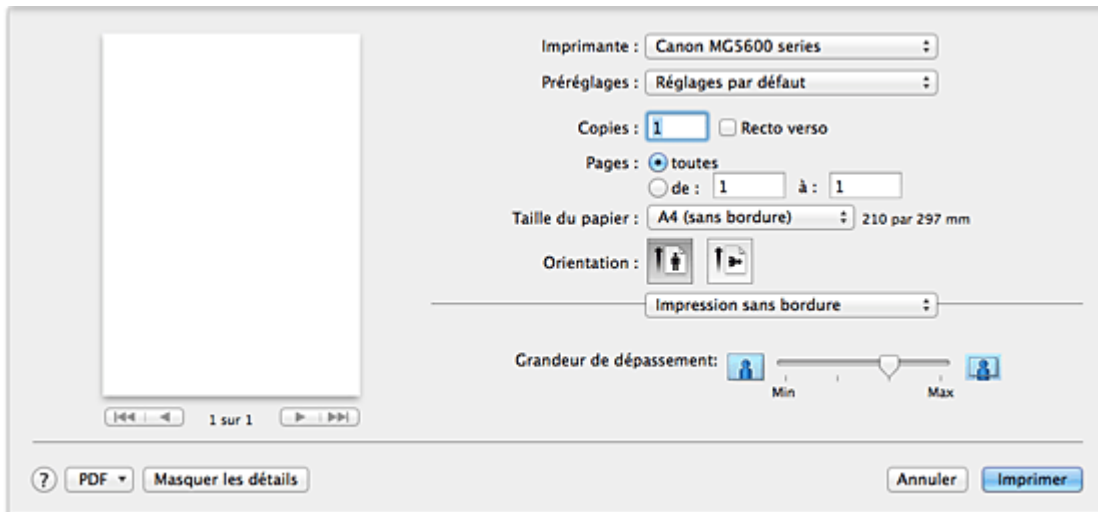 Imprimante : Canon MG5600 series
Préréglages : Réglages par défaut
Copies : 1 Recto verso
Pages : toutes
de : 1 à : 1
Taille du papier : A4 (sans bordure) 210 par 297 mm
Orientation :
Impression sans bordure
Grandeur de dépassement:
Min Max
1 sur 1
? PDF Masquer les détails Annuler Imprimer